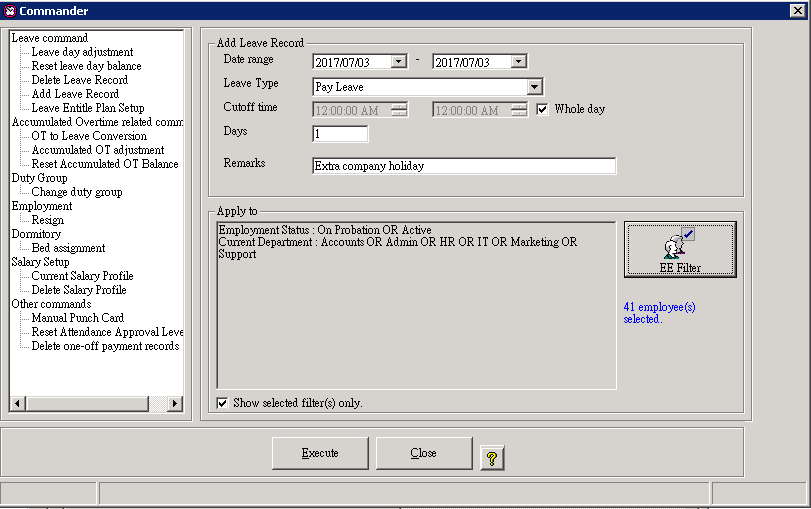 Commander
Leave command
Leave day adjustment
Reset leave day balance
Delete Leave Record
Add Leave Record
Leave Entitle Plan Setup
Accumulated Overtime related comm
OT to Leave Conversion
Accumulated OT adjustment
Reset Accumulated OT Balance
Duty Group
Change duty group
Employment
Resign
Dormitory
Bed assignment
Salary Setup
Current Salary Profile
Delete Salary Profile
Other commands
Manual Punch Card
Reset Attendance Approval Leve
Delete one-off payment records
Add Leave Record
Date range 2017/07/03 - 2017/07/03
Leave Type Pay Leave
Cutoff time 12:00:00 AM 12:00:00 AM Whole day
Days 1
Remarks Extra company holiday
Apply to
Employment Status : On Probation OR Active
Current Department : Accounts OR Admin OR HR OR IT OR Marketing OR
Support
EE Filter
41 employee(s)
selected.
Show selected filter(s) only.
Execute Close ?